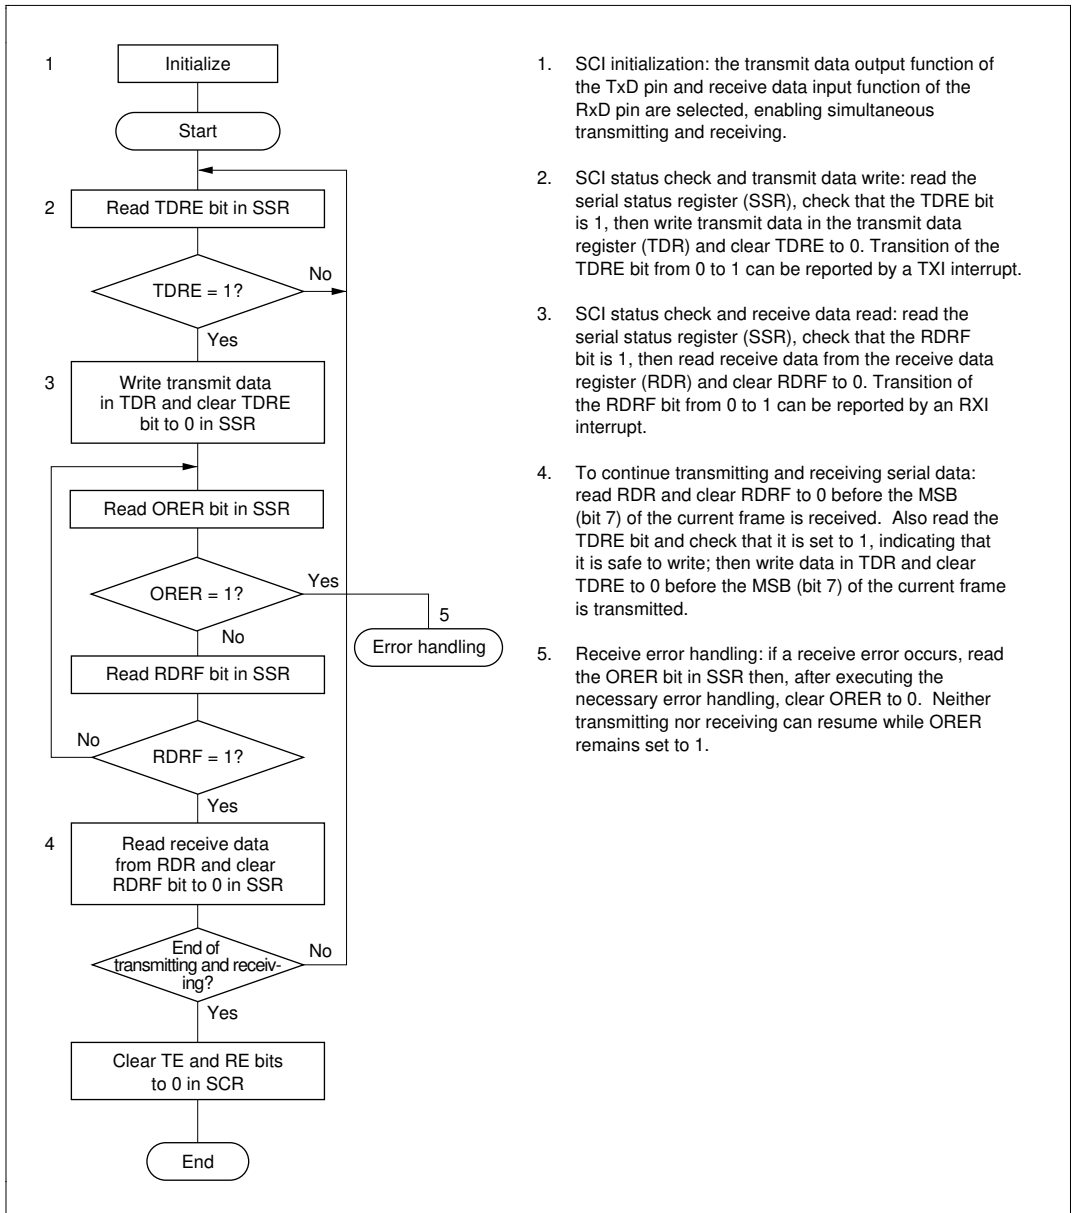 1
Initialize
Start
2
Read TDRE bit in SSR
TDRE = 1?
No
Yes
3
Write transmit data
in TDR and clear TDRE
bit to 0 in SSR
Read ORER bit in SSR
ORER = 1?
Yes
5
Error handling
No
Read RDRF bit in SSR
No
RDRF = 1?
Yes
4
Read receive data
from RDR and clear
RDRF bit to 0 in SSR
End of
transmitting and receiv-
ing?
No
Yes
Clear TE and RE bits
to 0 in SCR
End
1. SCI initialization: the transmit data output function of
the TxD pin and receive data input function of the
RxD pin are selected, enabling simultaneous
transmitting and receiving.
2. SCI status check and transmit data write: read the
serial status register (SSR), check that the TDRE bit
is 1, then write transmit data in the transmit data
register (TDR) and clear TDRE to 0. Transition of the
TDRE bit from 0 to 1 can be reported by a TXI interrupt.
3. SCI status check and receive data read: read the
serial status register (SSR), check that the RDRF
bit is 1, then read receive data from the receive data
register (RDR) and clear RDRF to 0. Transition of
the RDRF bit from 0 to 1 can be reported by an RXI
interrupt.
4. To continue transmitting and receiving serial data:
read RDR and clear RDRF to 0 before the MSB
(bit 7) of the current frame is received. Also read the
TDRE bit and check that it is set to 1, indicating that
it is safe to write; then write data in TDR and clear
TDRE to 0 before the MSB (bit 7) of the current frame
is transmitted.
5. Receive error handling: if a receive error occurs, read
the ORER bit in SSR then, after executing the
necessary error handling, clear ORER to 0. Neither
transmitting nor receiving can resume while ORER
remains set to 1.